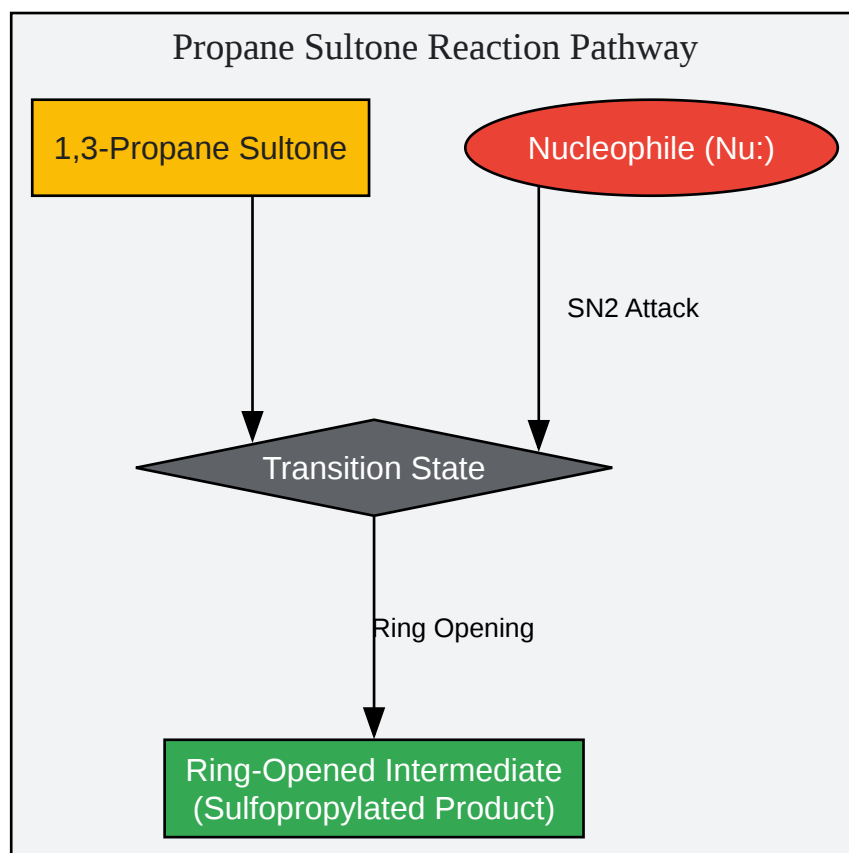 Propane Sultone Reaction Pathway
1,3-Propane Sultone
Nucleophile (Nu:)
SN2 Attack
Transition State
Ring Opening
Ring-Opened Intermediate
(Sulfopropylated Product)